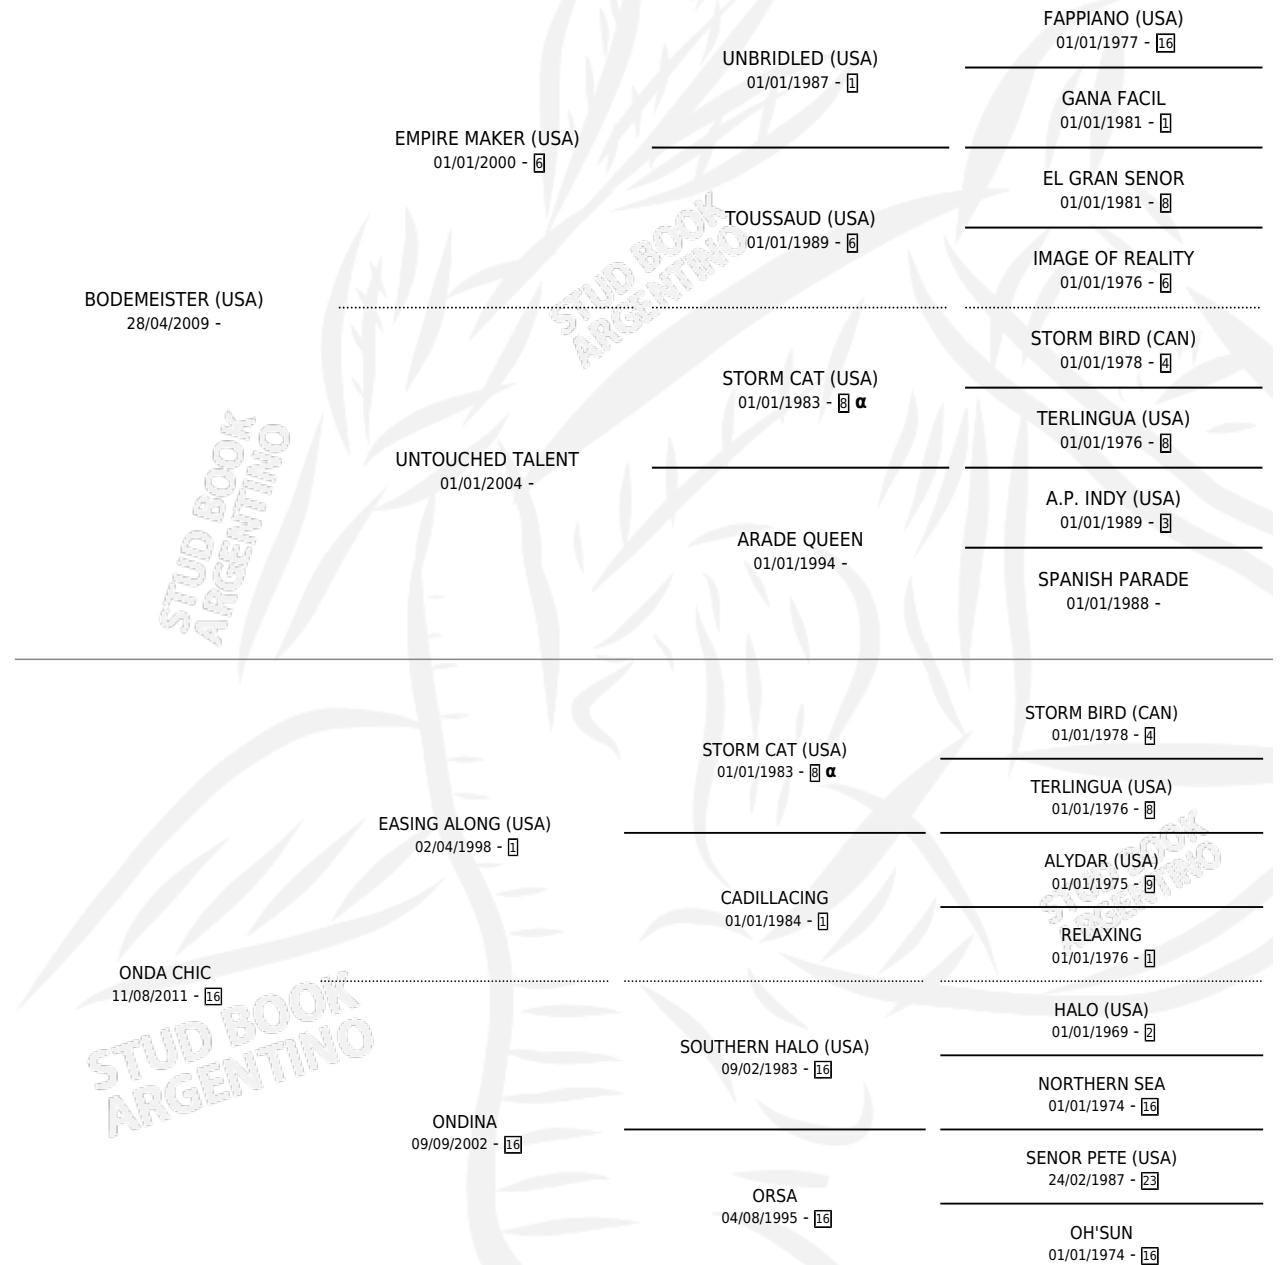 FAPPIANO (USA)
01/01/1977 - 16
UNBRIDLED (USA)
01/01/1987 - 1
GANA FACIL
01/01/1981 - 1
EMPIRE MAKER (USA)
01/01/2000 - 6
EL GRAN SENOR
01/01/1981 - 8
TOUSSAUD (USA)
01/01/1989 - 6
IMAGE OF REALITY
01/01/1976 - 6
STUD BOOK
ARGENTINO
BODEMEISTER (USA)
28/04/2009 -
STORM BIRD (CAN)
01/01/1978 - 4
STORM CAT (USA)
01/01/1983 - 8 α
TERLINGUA (USA)
01/01/1976 - 8
UNTOUCHED TALENT
01/01/2004 -
A.P. INDY (USA)
01/01/1989 - 3
ARADE QUEEN
01/01/1994 -
SPANISH PARADE
01/01/1988 -
STUD BOOK
ARGENTINO
STORM BIRD (CAN)
01/01/1978 - 4
STORM CAT (USA)
01/01/1983 - 8 α
TERLINGUA (USA)
01/01/1976 - 8
EASING ALONG (USA)
02/04/1998 - 1
ALYDAR (USA)
01/01/1975 - 9
CADILLACING
01/01/1984 - 1
RELAXING
01/01/1976 - 1
STUD BOOK
ARGENTINO
ONDA CHIC
11/08/2011 - 16
HALO (USA)
01/01/1969 - 2
SOUTHERN HALO (USA)
09/02/1983 - 16
NORTHERN SEA
01/01/1974 - 16
STUD BOOK
ARGENTINO
ONDINA
09/09/2002 - 16
SENOR PETE (USA)
24/02/1987 - 23
ORSA
04/08/1995 - 16
OH'SUN
01/01/1974 - 16